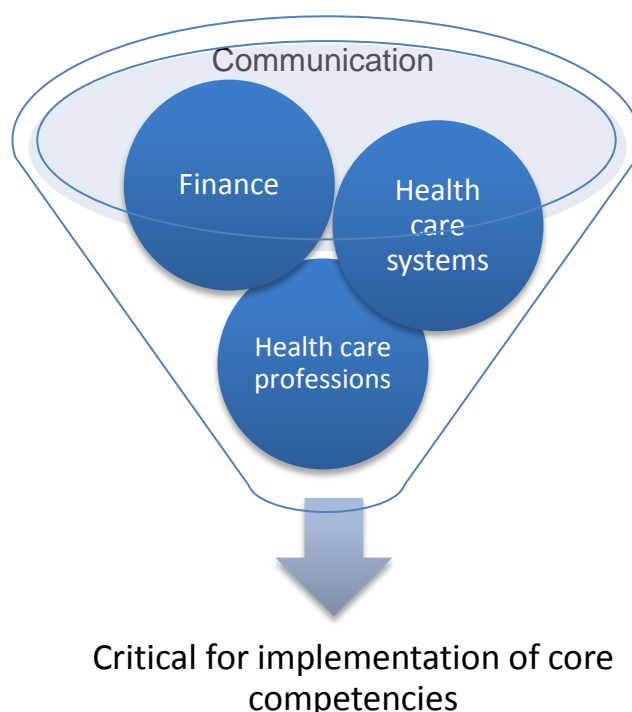 Communication
Finance
Health
care
systems
Health care
professions
Critical for implementation of core
competencies